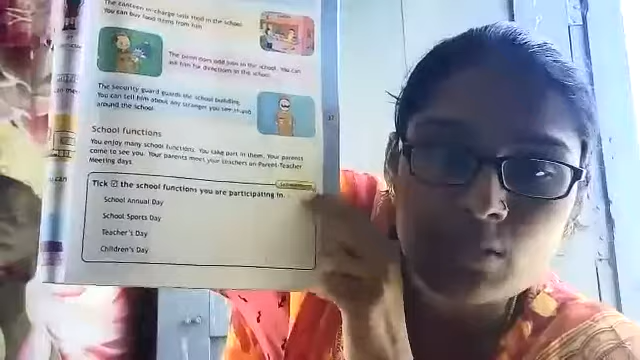 The canteen in-charge sells food in the school.
You can buy food items from him.
The peon does odd jobs in the school. You can
ask him for directions in the school.
The security guard guards the school building.
You can tell him about any stranger you see
around the school.
School functions
You enjoy many school functions. You take part in them. Your parents
come to see you. Your parents meet your teachers on Parent-Teacher
Meeting days.
Tick ☑ the school functions you are participating in.
School Annual Day
School Sports Day
Teacher's Day
Children's Day